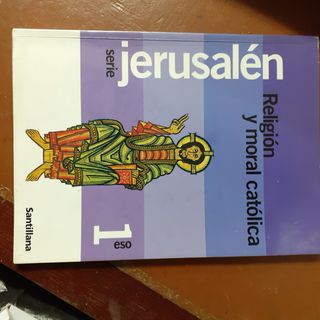 serie
jerusalén
Religión
y moral católica
1 eso
Santillana